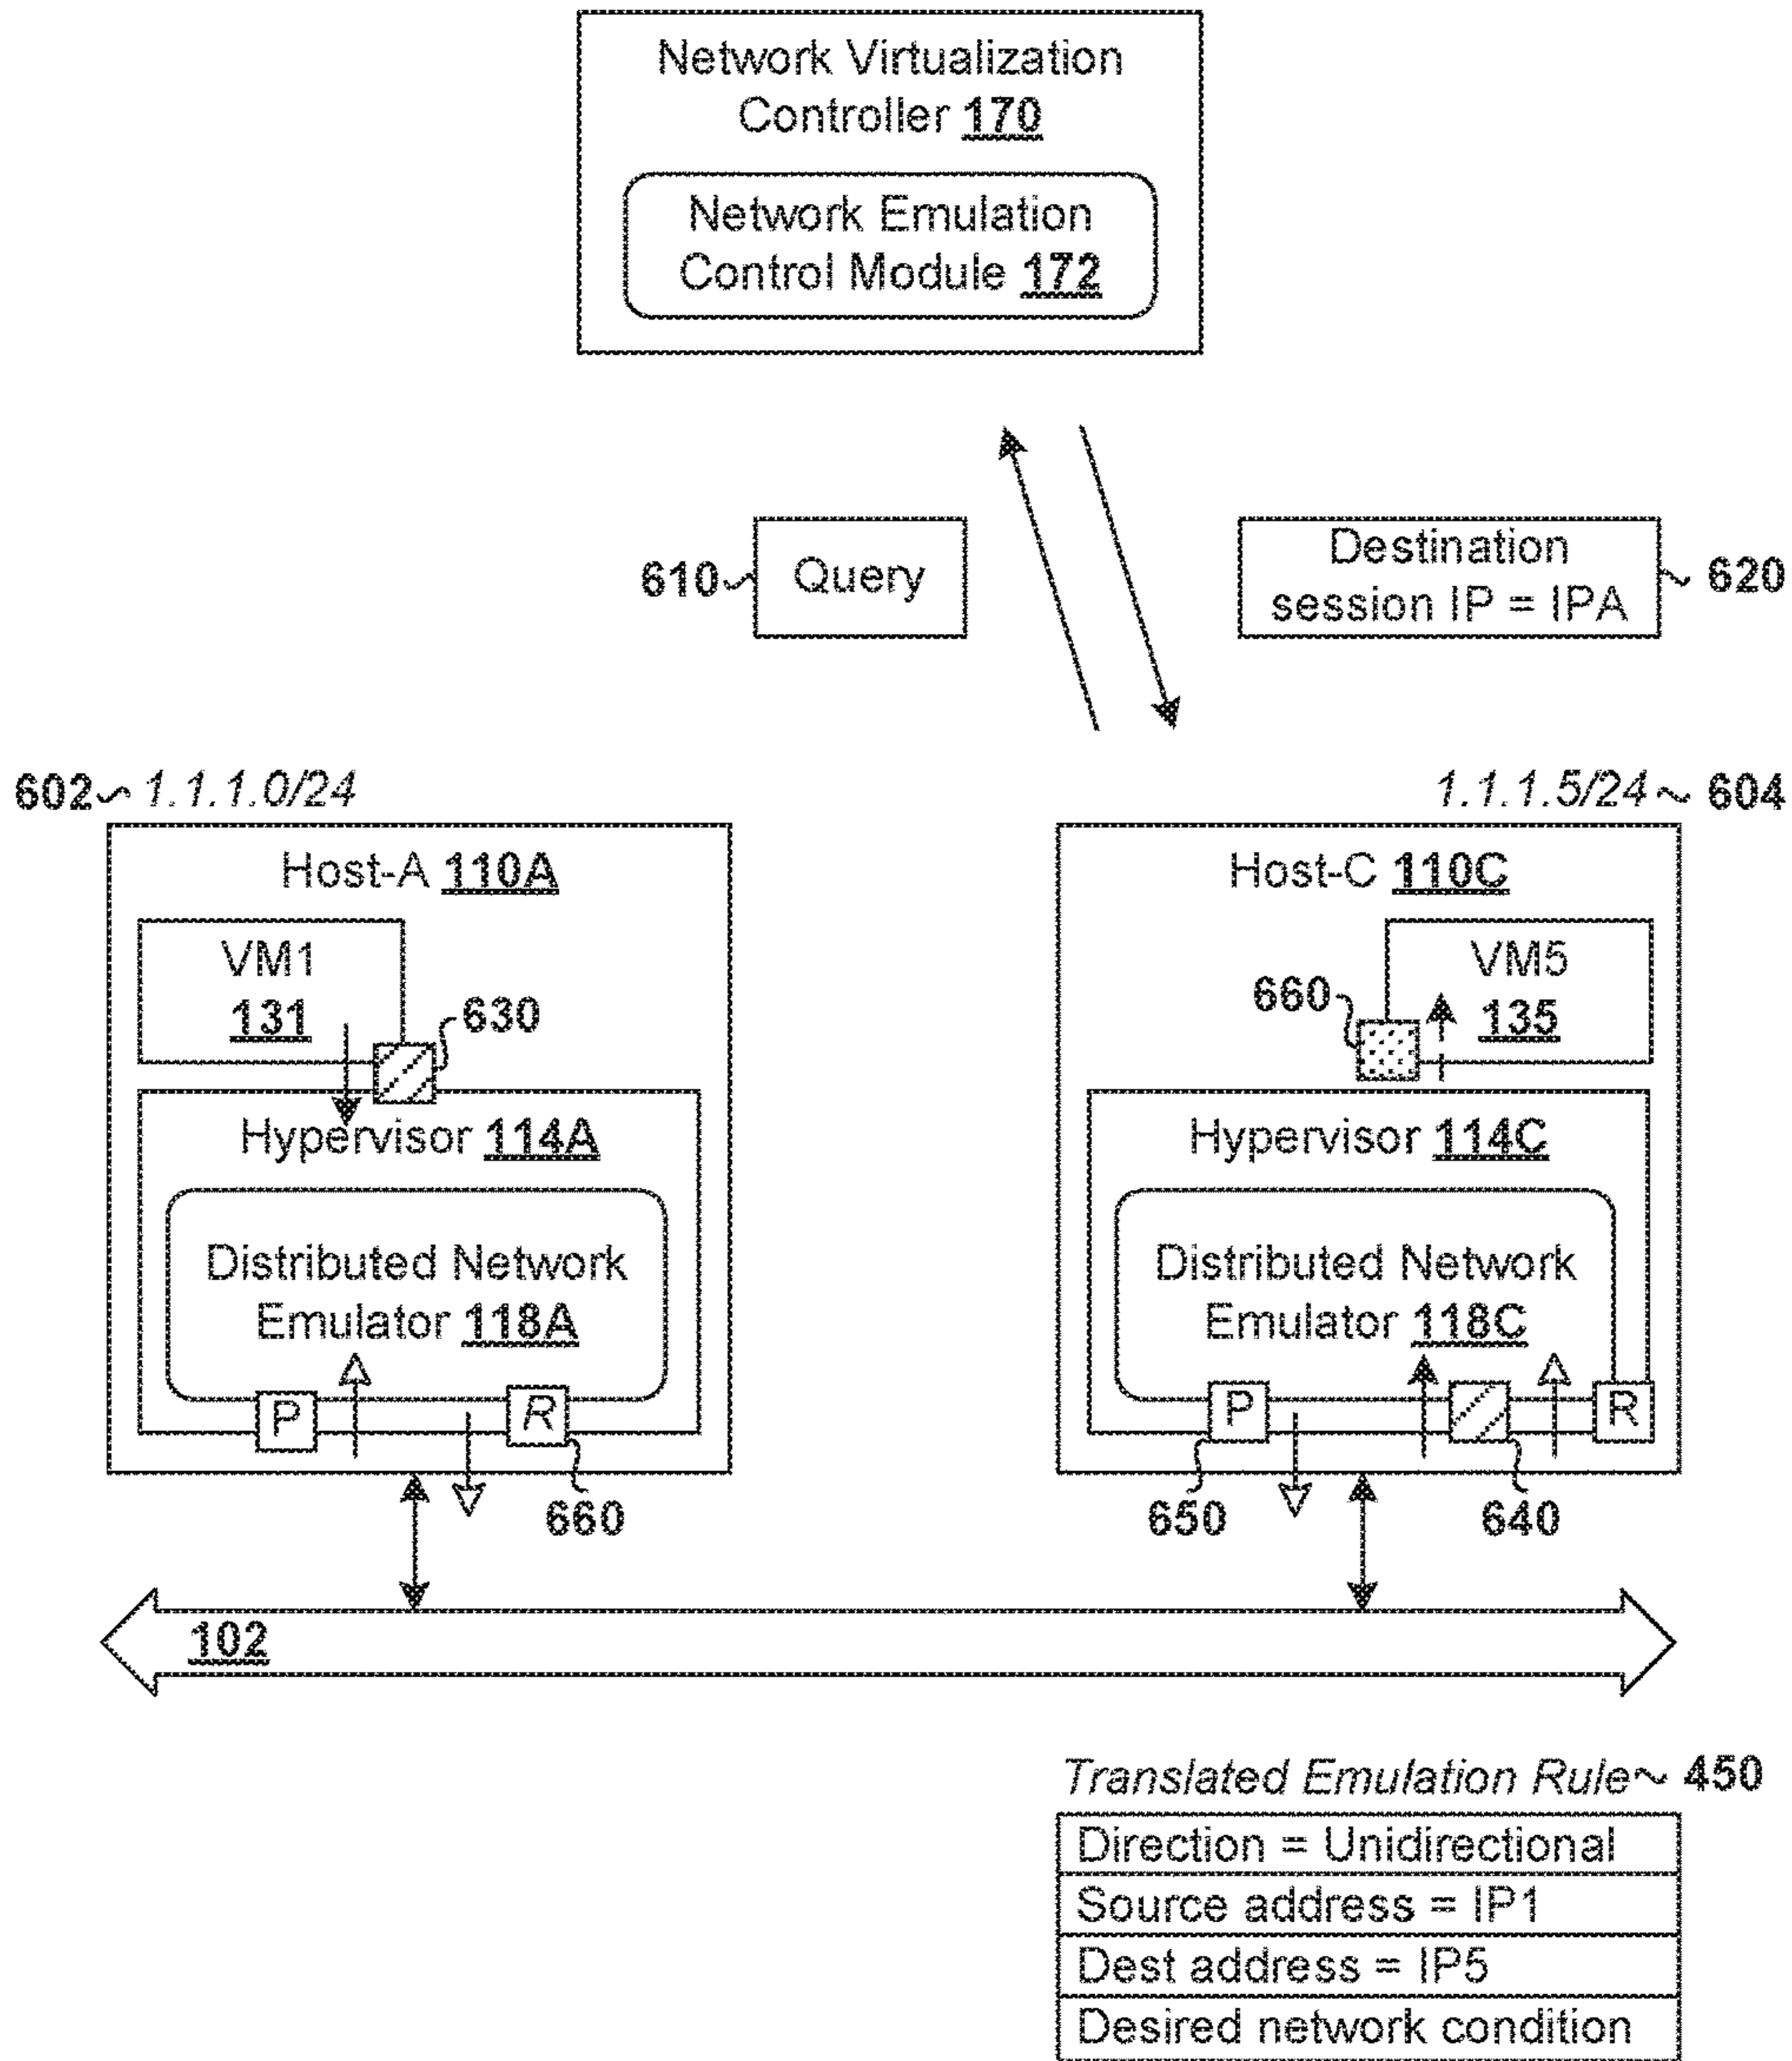 Network Virtualization
Controller 170
Network Emulation
Control Module 172
610
Query
Destination
session IP = IPA
620
602
1.1.1.0/24
1.1.1.5/24
604
Host-A 110A
VM1
131
630
Hypervisor 114A
Distributed Network
Emulator 118A
P
R
660
Host-C 110C
VM5
135
660
Hypervisor 114C
Distributed Network
Emulator 118C
P
R
650
640
102
Translated Emulation Rule
450
Direction = Unidirectional
Source address = IP1
Dest address = IP5
Desired network condition